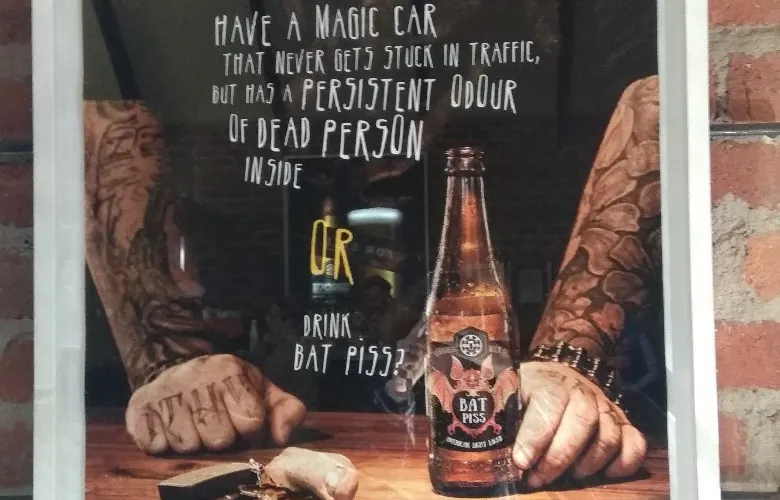 HAVE A MAGIC CAR
THAT NEVER GETS STUCK IN TRAFFIC,
BUT HAS A PERSISTENT ODOUR
OF DEAD PERSON
INSIDE
OR
DRINK
BAT PISS?
BAT
PISS